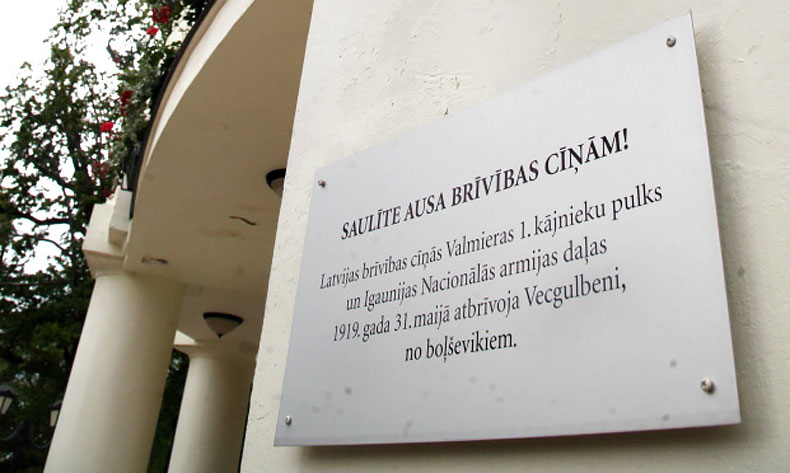 SAULĪTE AUSA BRĪVĪBAS CĪŅĀM!
Latvijas brīvības cīņās Valmieras 1. kājnieku pulks
un Igaunijas Nacionālās armijas daļas
1919. gada 31. maijā atbrīvoja Vecgulbeni,
no boļševikiem.